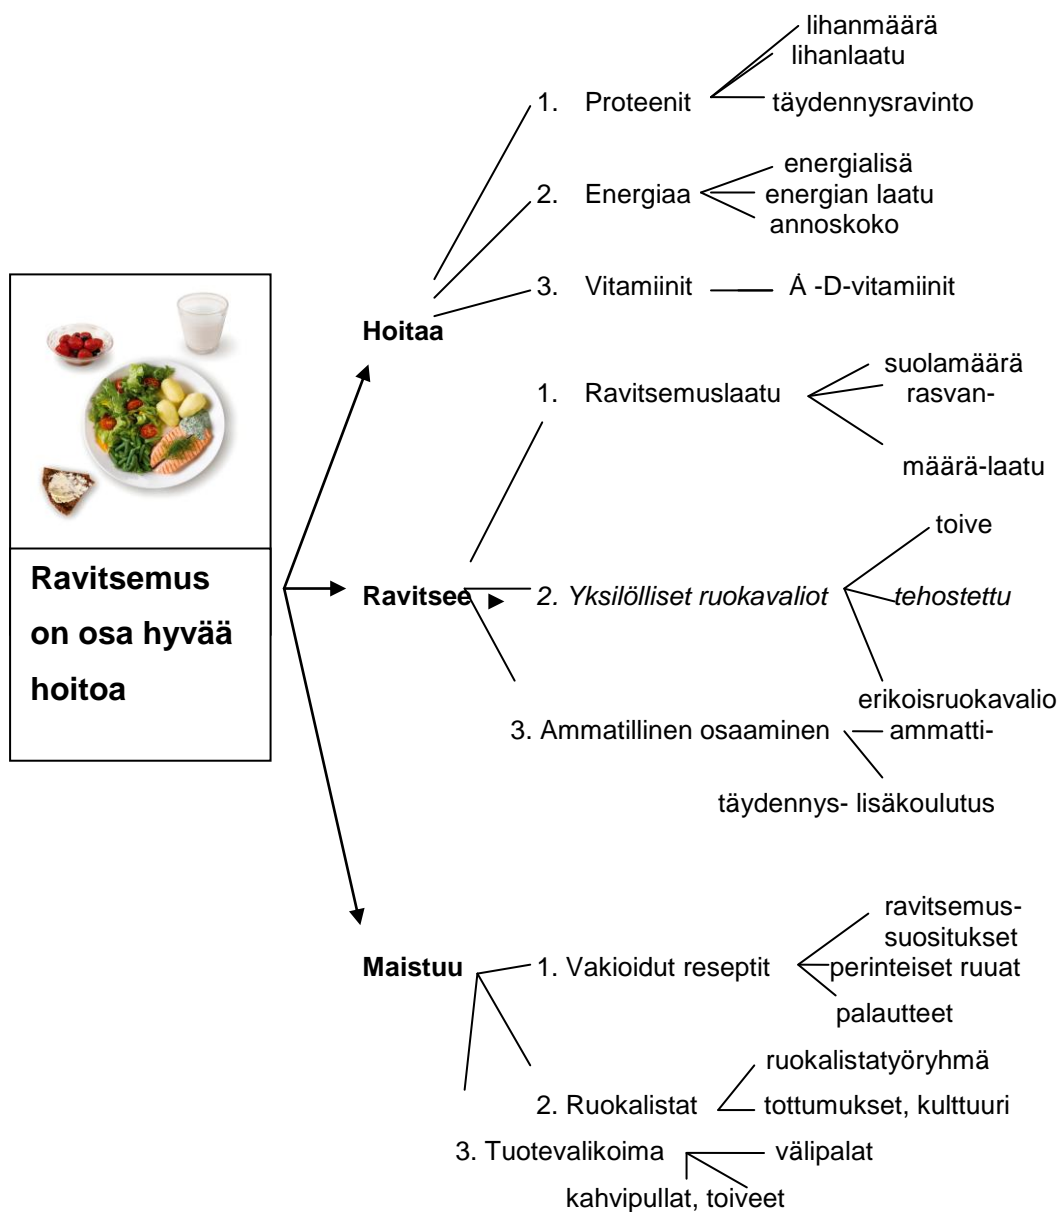 lihanmäärä
lihanlaatu
1. Proteenit
täydennysravinto
energialisä
2. Energiaa
energian laatu
annoskoko
3. Vitamiinit
A -D-vitamiinit
Hoitaa
suolamäärä
1. Ravitsemuslaatu
rasvan-
määrä-laatu
toive
Ravitsemus
on osa hyvää
hoitoa
Ravitsee
2. Yksilölliset ruokavaliot
tehostettu
erikoisruokavalio
3. Ammatillinen osaaminen
ammatti-
täydennys- lisäkoulutus
ravitsemus-
suositukset
Maistuu
1. Vakioidut reseptit
perinteiset ruuat
palautteet
ruokalistatyöryhmä
2. Ruokalistat
tottumukset, kulttuuri
3. Tuotevalikoima
välipalat
kahvipullat, toiveet